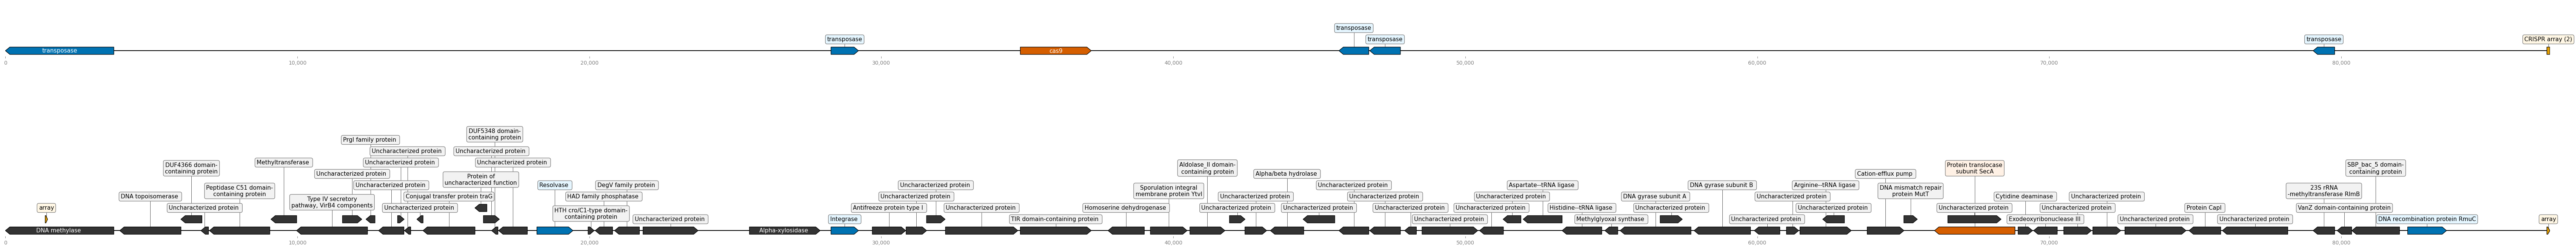 transposase
transposase
transposase
transposase
cas9
transposase
CRISPR array (2)
0
10,000
20,000
30,000
40,000
50,000
60,000
70,000
80,000
DUF5348 domain-
containing protein
PrgI family protein
Uncharacterized protein
Uncharacterized protein
DUF4366 domain-
containing protein
Methyltransferase
Uncharacterized protein
Uncharacterized protein
Aldolase_II domain-
containing protein
Protein translocase
subunit SecA
SBP_bac_5 domain-
containing protein
Uncharacterized protein
Protein of
uncharacterized function
Alpha/beta hydrolase
Cation-efflux pump
Peptidase C51 domain-
containing protein
Uncharacterized protein
Resolvase
DegV family protein
Uncharacterized protein
Sporulation integral
membrane protein YtvI
Uncharacterized protein
Aspartate--tRNA ligase
DNA gyrase subunit B
Arginine--tRNA ligase
DNA mismatch repair
protein MutT
23S rRNA
-methyltransferase RlmB
DNA topoisomerase
Type IV secretory
pathway, VirB4 components
Conjugal transfer protein traG
HAD family phosphatase
Uncharacterized protein
Uncharacterized protein
Uncharacterized protein
Uncharacterized protein
DNA gyrase subunit A
Uncharacterized protein
Cytidine deaminase
Uncharacterized protein
array
Uncharacterized protein
Uncharacterized protein
HTH cro/C1-type domain-
containing protein
Antifreeze protein type I
Uncharacterized protein
Homoserine dehydrogenase
Uncharacterized protein
Uncharacterized protein
Uncharacterized protein
Uncharacterized protein
Histidine--tRNA ligase
Uncharacterized protein
Uncharacterized protein
Uncharacterized protein
Uncharacterized protein
Protein CapI
VanZ domain-containing protein
Uncharacterized protein
Integrase
TIR domain-containing protein
Uncharacterized protein
Methylglyoxal synthase
Uncharacterized protein
Exodeoxyribonuclease III
Uncharacterized protein
Uncharacterized protein
DNA recombination protein RmuC
array
DNA methylase
Alpha-xylosidase
0
10,000
20,000
30,000
40,000
50,000
60,000
70,000
80,000